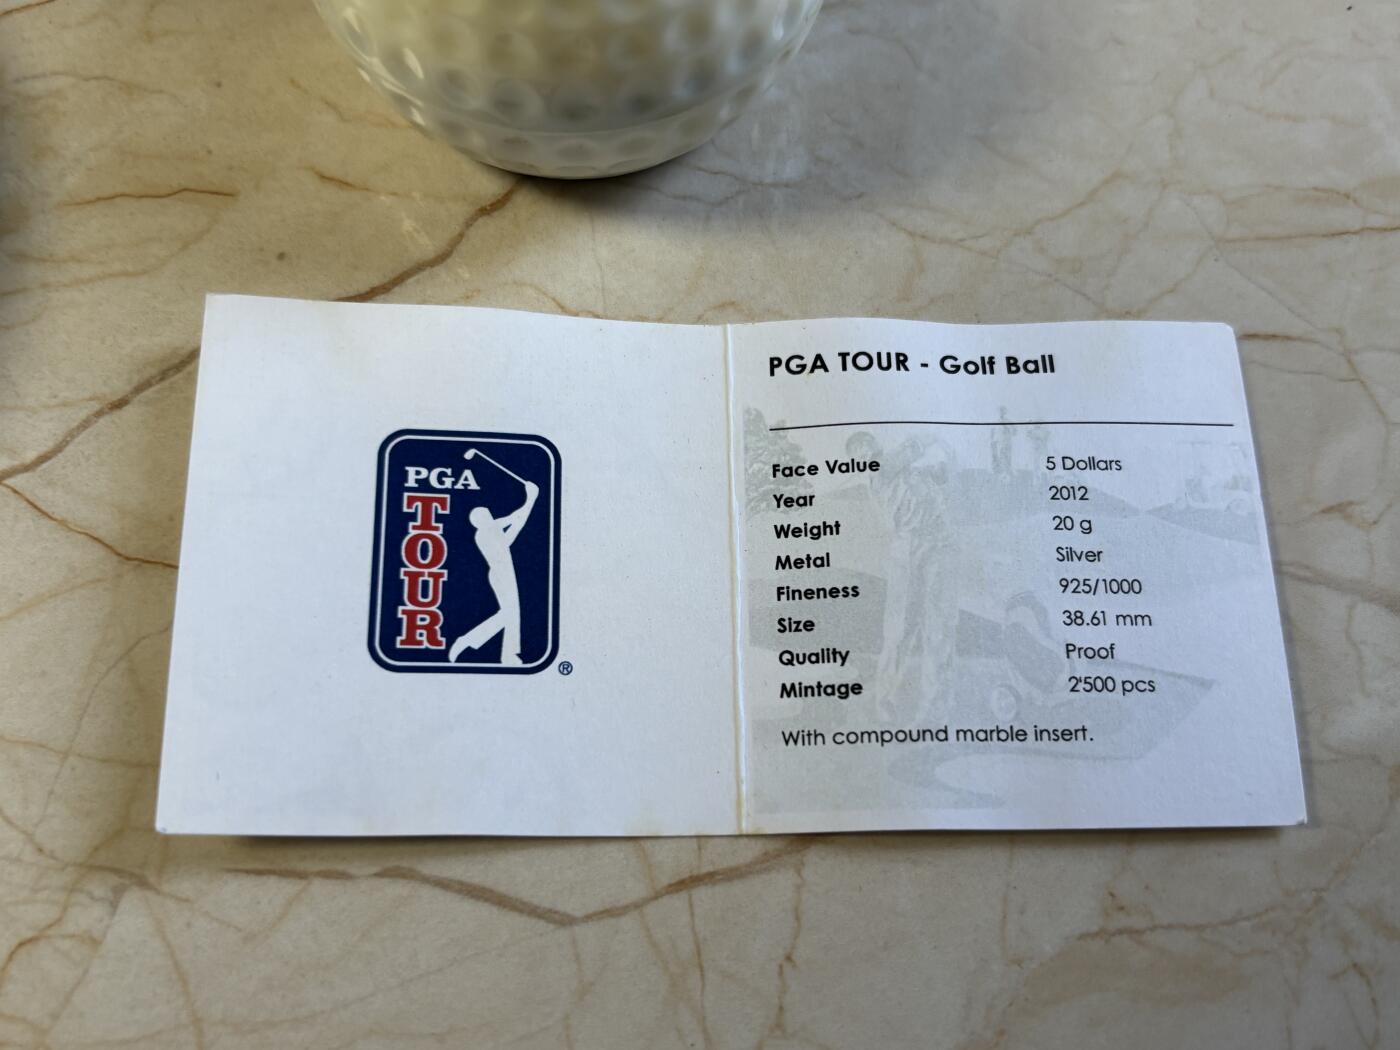 PGA
TOUR
®
PGA TOUR - Golf Ball
Face Value 5 Dollars
Year 2012
Weight 20 g
Metal Silver
Fineness 925/1000
Size 38.61 mm
Quality Proof
Mintage 2'500 pcs
With compound marble insert.